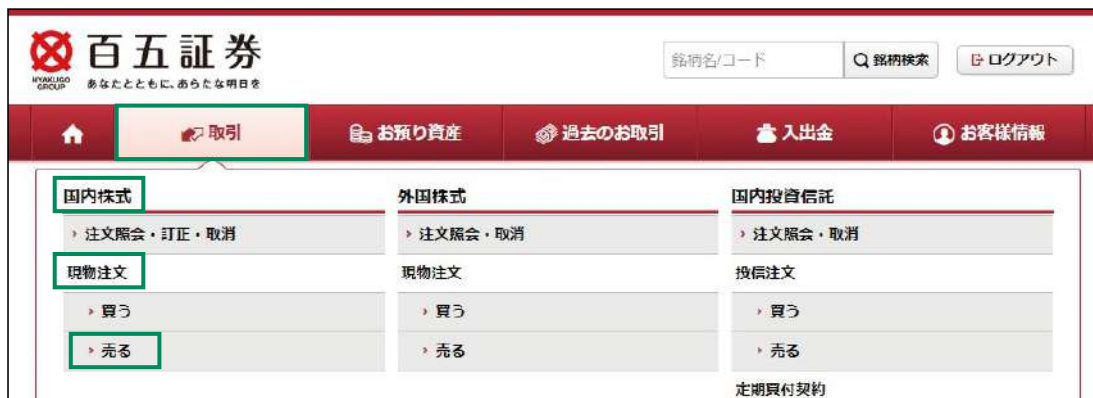 百五証券
HYAKUGO GROUP
あなたとともに、あらたな明日を
銘柄名/コード
銘柄検索
ログアウト
取引
お預り資産
過去のお取引
入出金
お客様情報
国内株式
外国株式
国内投資信託
注文照会・訂正・取消
注文照会・取消
注文照会・取消
現物注文
現物注文
投信注文
買う
買う
買う
売る
売る
売る
定期買付契約